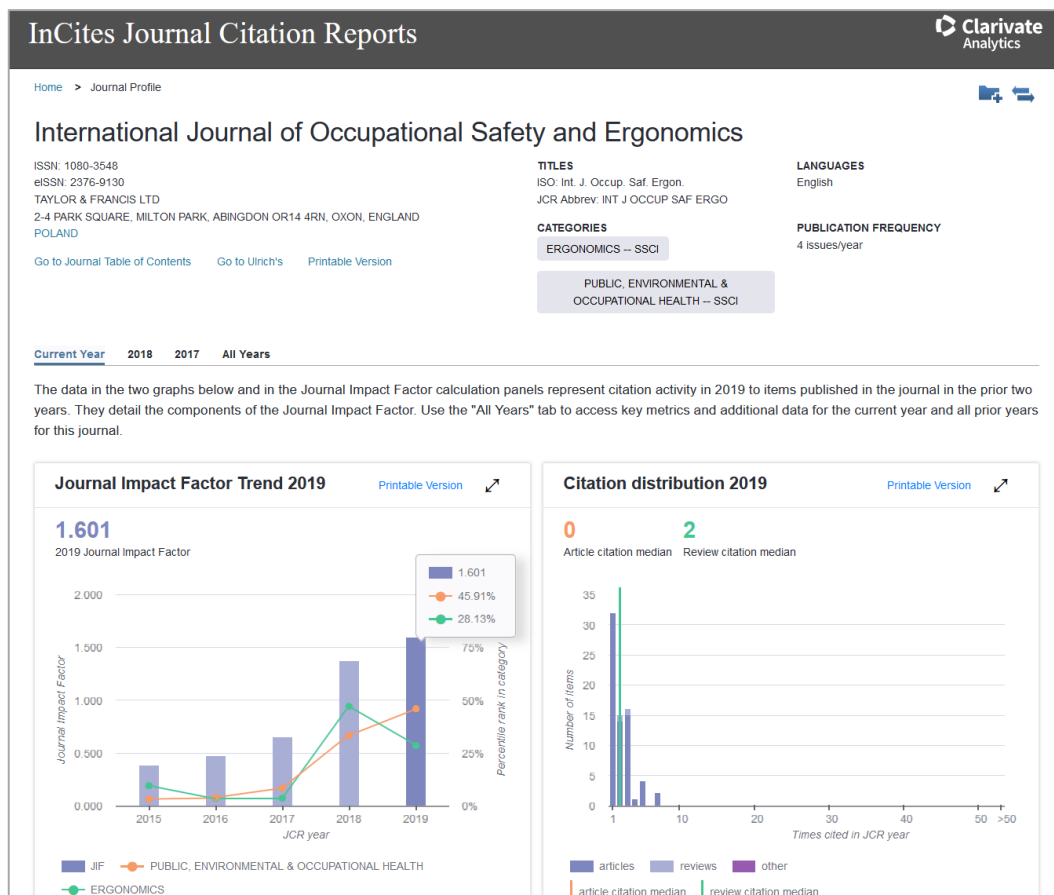 InCites Journal Citation Reports
Clarivate
Analytics
Home > Journal Profile
International Journal of Occupational Safety and Ergonomics
ISSN: 1080-3548
eISSN: 2376-9130
TAYLOR & FRANCIS LTD
2-4 PARK SQUARE, MILTON PARK, ABINGDON OR14 4RN, OXON, ENGLAND
POLAND
Go to Journal Table of Contents Go to Ulrich's Printable Version
TITLES
ISO: Int. J. Occup. Saf. Ergon.
JCR Abbrev: INT J OCCUP SAF ERGO
CATEGORIES
ERGONOMICS -- SSCI
PUBLIC, ENVIRONMENTAL &
OCCUPATIONAL HEALTH -- SSCI
LANGUAGES
English
PUBLICATION FREQUENCY
4 issues/year
Current Year 2018 2017 All Years
The data in the two graphs below and in the Journal Impact Factor calculation panels represent citation activity in 2019 to items published in the journal in the prior two
years. They detail the components of the Journal Impact Factor. Use the "All Years" tab to access key metrics and additional data for the current year and all prior years
for this journal.
Journal Impact Factor Trend 2019 Printable Version
1.601
2019 Journal Impact Factor
1.601
45.91%
28.13%
2.000
1.500
1.000
0.500
0.000
Journal Impact Factor
75%
50%
25%
0%
Percentile rank in category
2015 2016 2017 2018 2019
JCR year
JIF PUBLIC, ENVIRONMENTAL & OCCUPATIONAL HEALTH
ERGONOMICS
Citation distribution 2019 Printable Version
0 2
Article citation median Review citation median
35
30
25
20
15
10
5
0
Number of items
1 10 20 30 40 50 >50
Times cited in JCR year
articles reviews other
article citation median review citation median